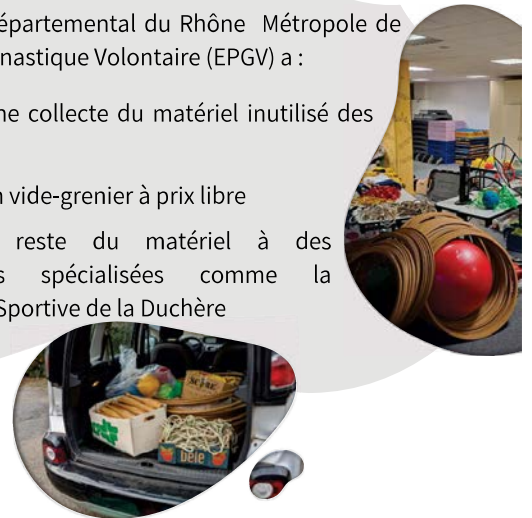 épartemental du Rhône Métropole de
nastique Volontaire (EPGV) a :
ne collecte du matériel inutilisé des
n vide-grenier à prix libre
reste du matériel à des
s spécialisées comme la
Sportive de la Duchère
Dèle